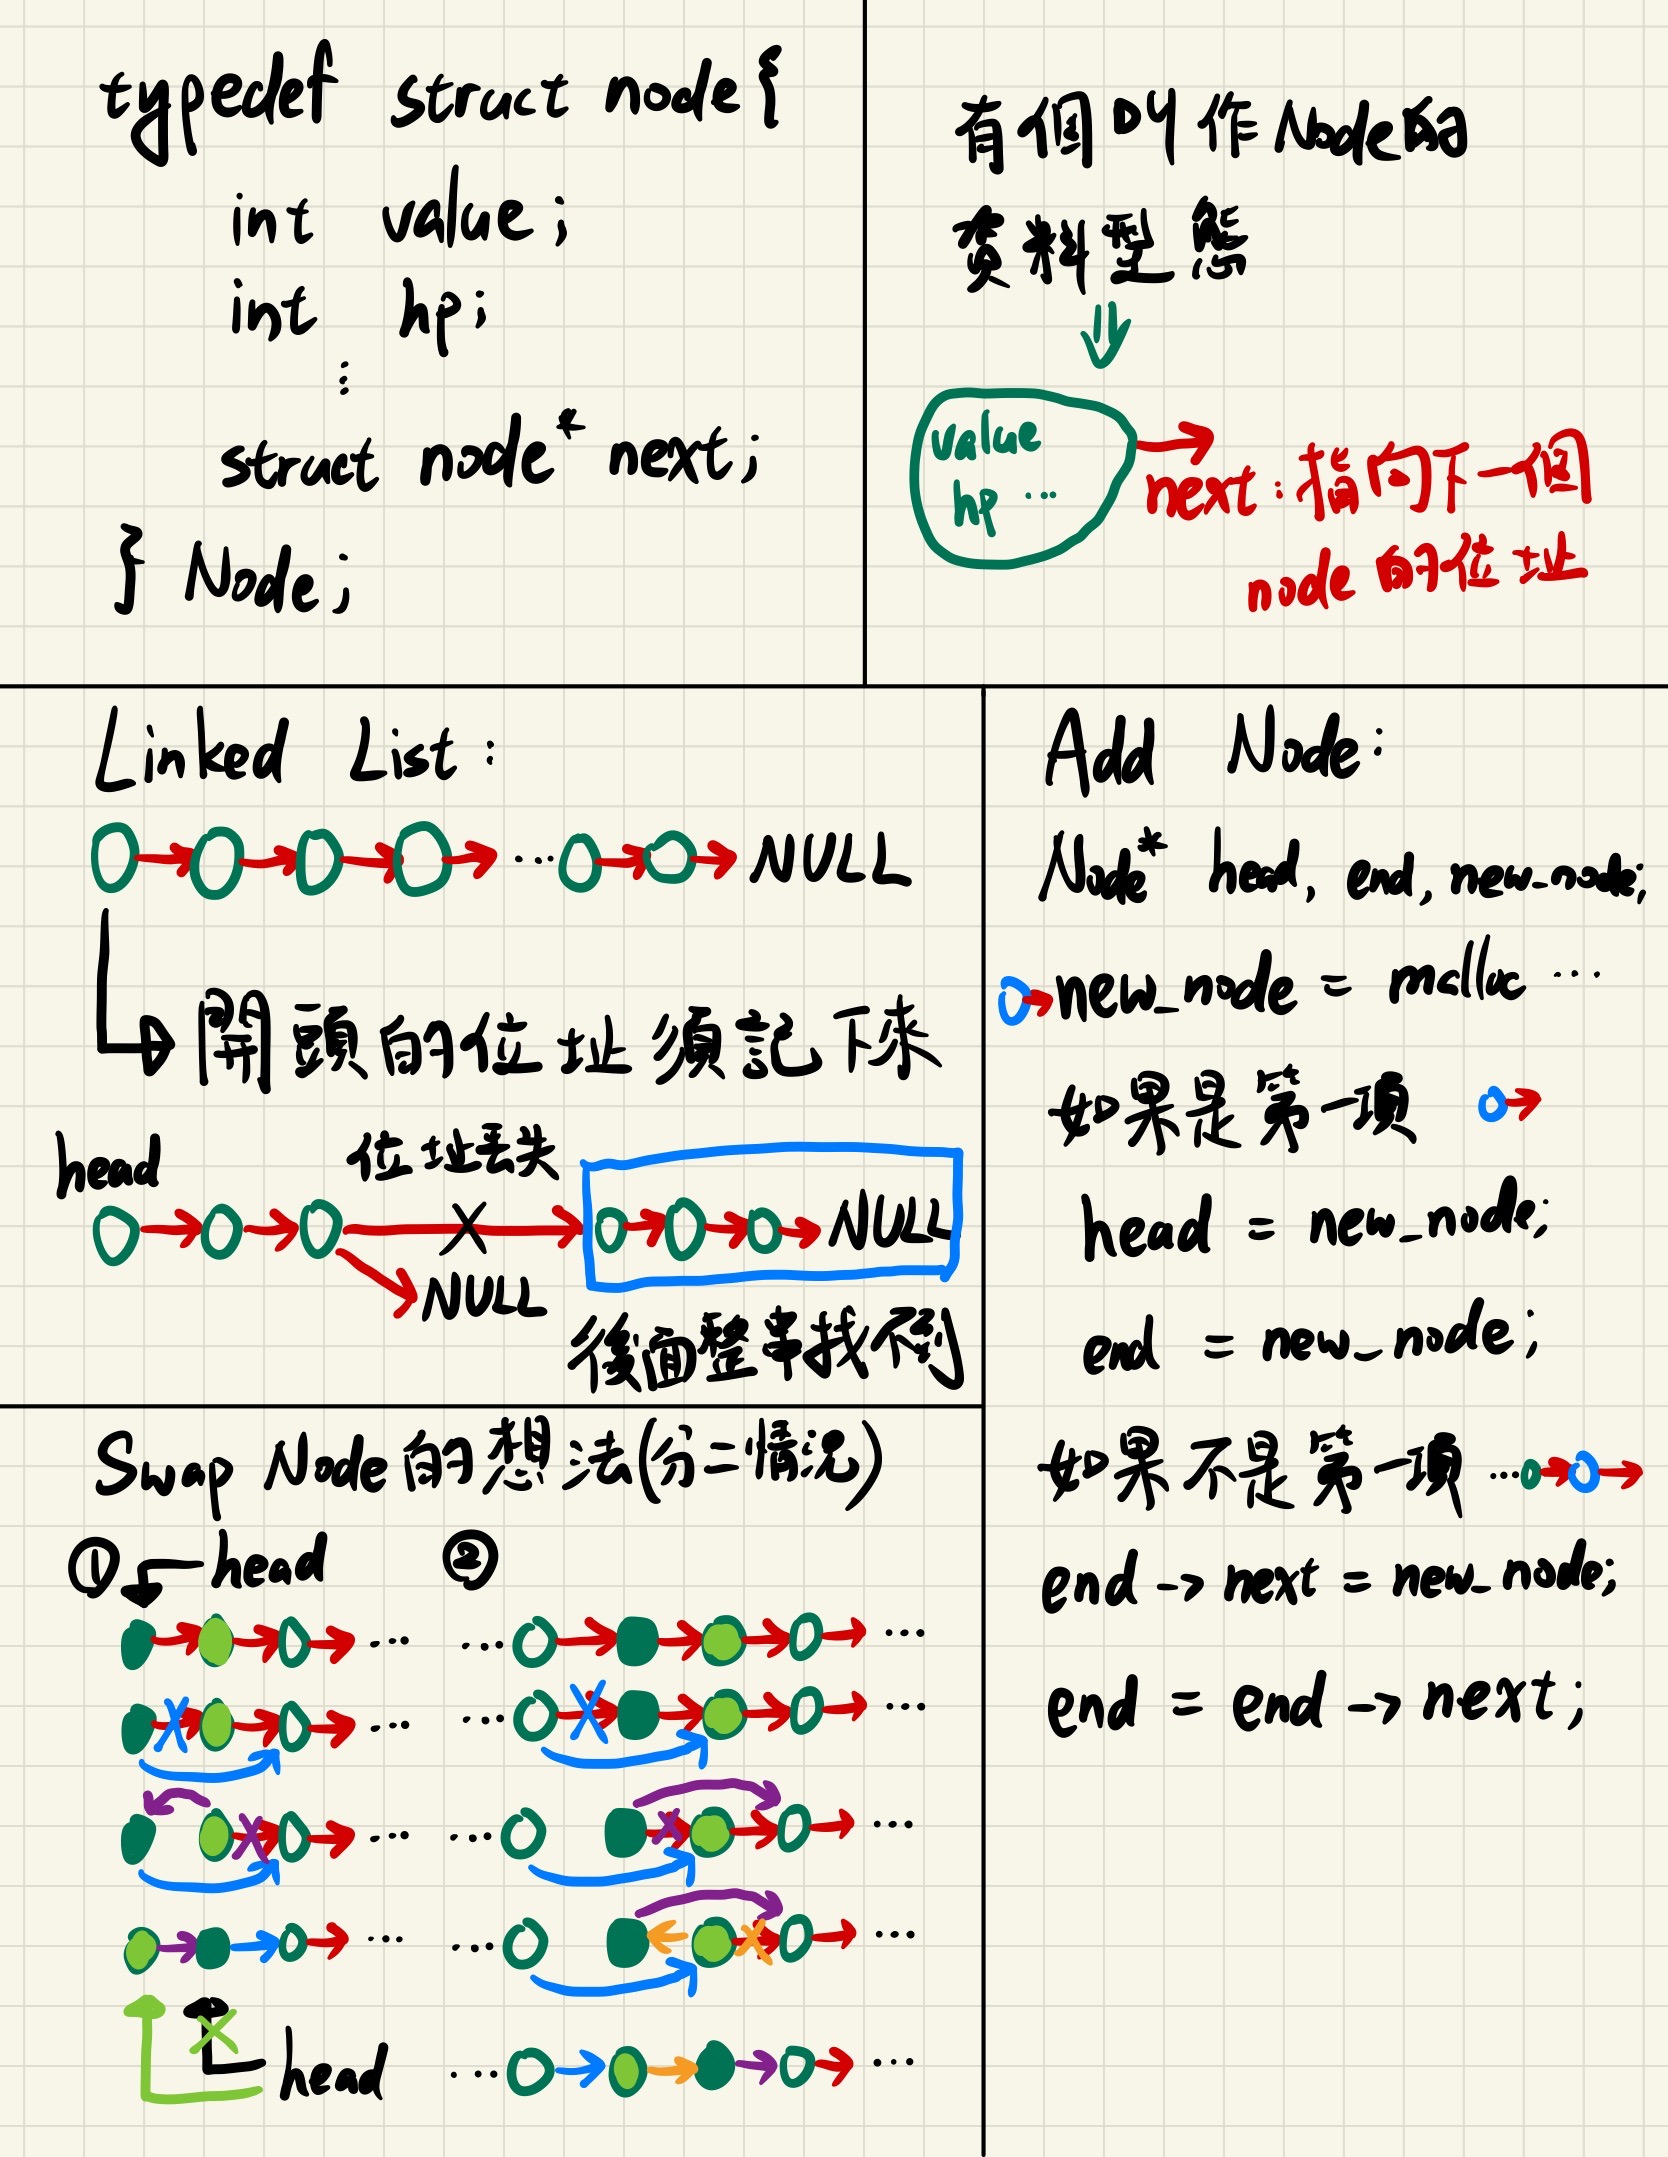 typedef struct node{
int value;
int hp;
⋮
struct node* next;
} Node;
有個叫作Node的
資料型態
value
hp ...
next:指向下一個
node的位址
Linked List:
... NULL
開頭的位址須記下來
head
位址丟失
NULL
NULL
後面整串找不到
Add Node:
Node* head, end, new_node;
new_node = malloc ...
如果是第一項
head = new_node;
end = new_node;
如果不是第一項 ...
end -> next = new_node;
end = end -> next;
Swap Node的想法(分二情況)
① head ②
... ... ...
... ... ...
... ... ...
... ... ...
head ... ...